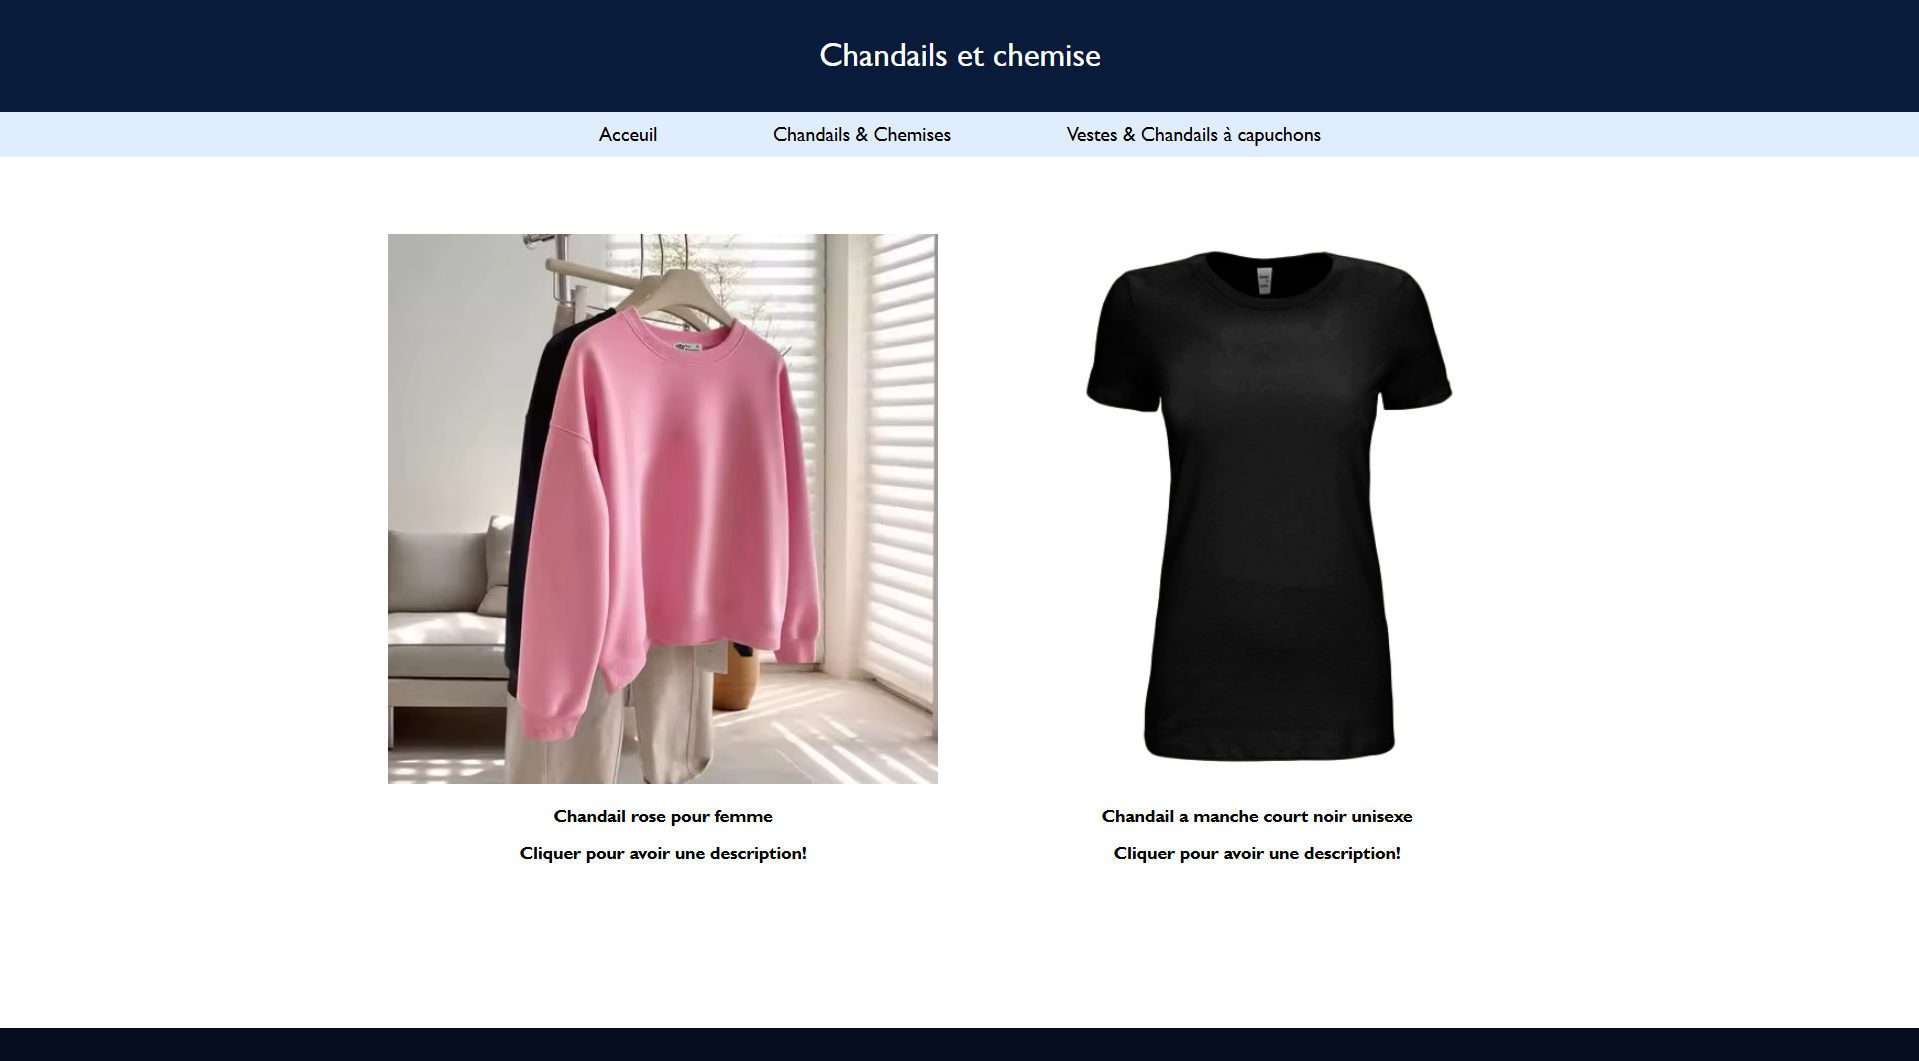 Chandails et chemise
Acceuil
Chandails & Chemises
Vestes & Chandails à capuchons
Chandail rose pour femme
Chandail a manche court noir unisexe
Cliquer pour avoir une description!
Cliquer pour avoir une description!